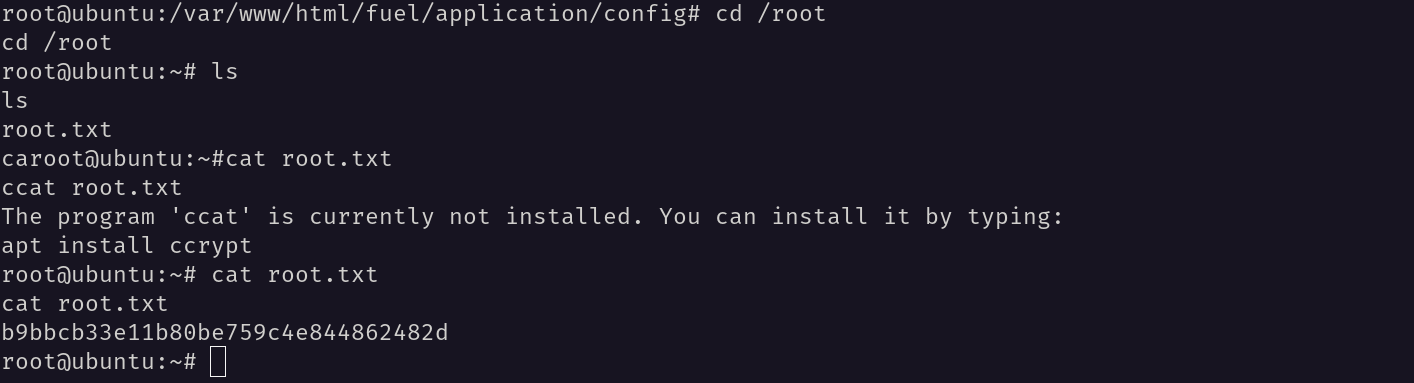 root@ubuntu:/var/www/html/fuel/application/config# cd /root
cd /root
root@ubuntu:~# ls
ls
root.txt
caroot@ubuntu:~#cat root.txt
ccat root.txt
The program 'ccat' is currently not installed. You can install it by typing:
apt install ccrypt
root@ubuntu:~# cat root.txt
cat root.txt
b9bbcb33e11b80be759c4e844862482d
root@ubuntu:~#